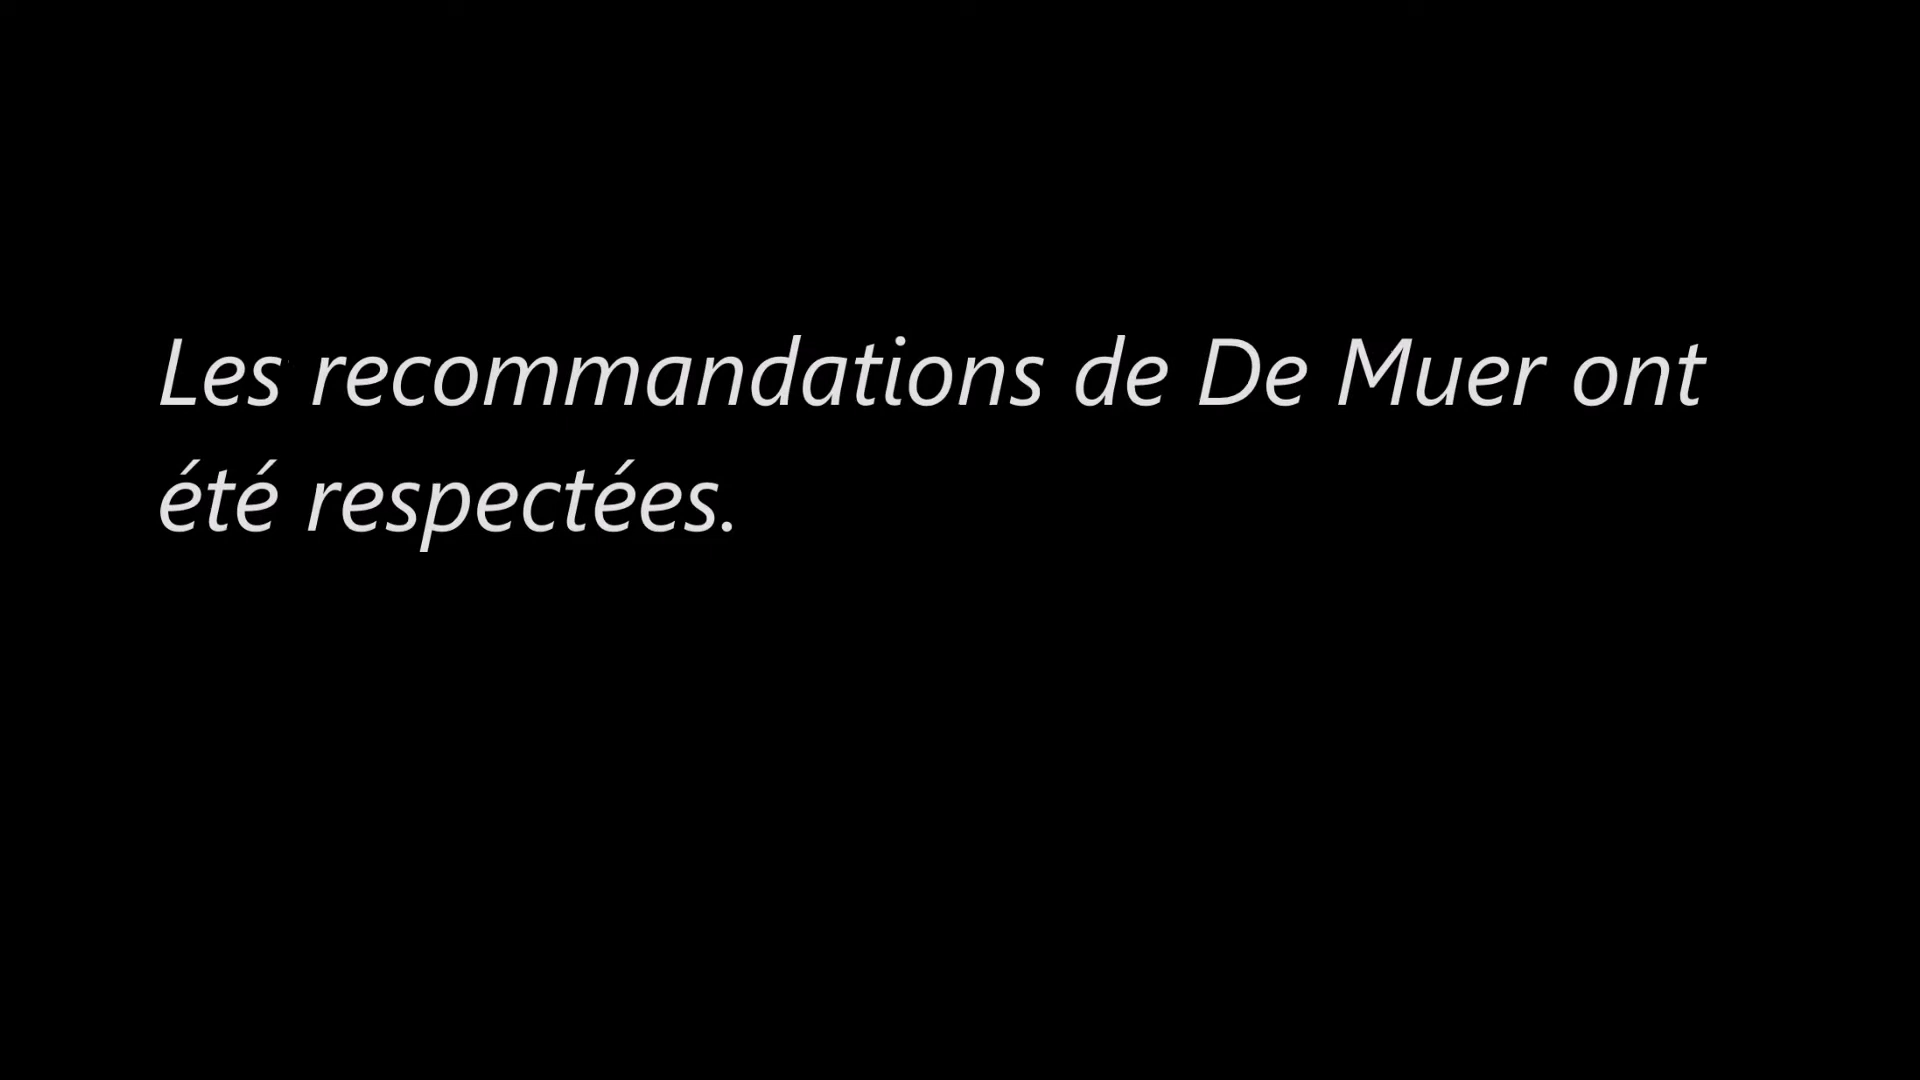 Les recommandations de De Muer ont
été respectées.